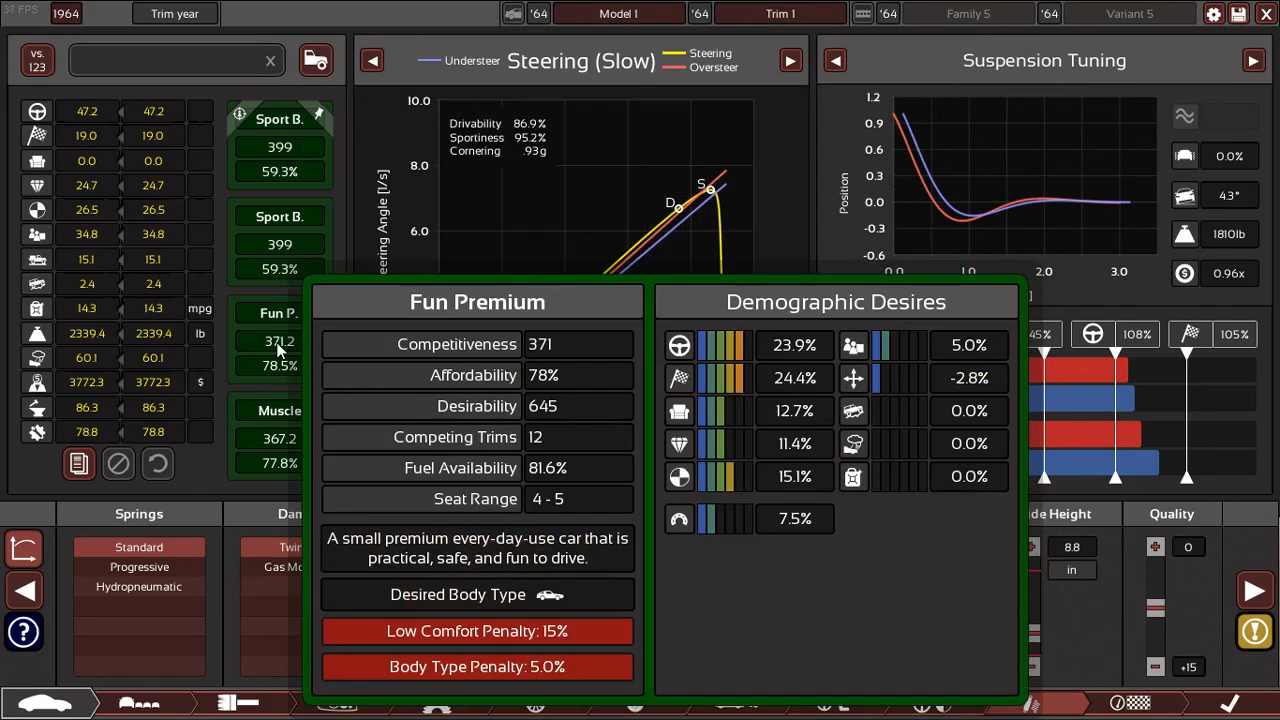 37 FPS
1964
Trim year
'64
Model 1
'64
Trim 1
'64
Family 5
'64
Variant 5
vs.
123
x
47.2 47.2
19.0 19.0
0.0 0.0
24.7 24.7
26.5 26.5
34.8 34.8
15.1 15.1
2.4 2.4
14.3 14.3 mpg
2339.4 2339.4 lb
60.1 60.1
3772.3 3772.3 $
86.3 86.3
78.8 78.8
Sport B.
399
59.3%
Sport B.
399
59.3%
Fun P.
371.2
78.5%
Muscle
367.2
77.8%
Understeer
Steering (Slow)
Steering
Oversteer
10.0
8.0
6.0
Drivability 86.9%
Sportiness 95.2%
Cornering .93g
D
S
Suspension Tuning
1.2
0.9
0.6
0.3
0.0
-0.3
-0.6
Position
0.0 1.0 2.0 3.0
0.0%
4.3°
1810lb
0.96x
45%
108%
105%
Fun Premium
Competitiveness 371
Affordability 78%
Desirability 645
Competing Trims 12
Fuel Availability 81.6%
Seat Range 4 - 5
A small premium every-day-use car that is
practical, safe, and fun to drive.
Desired Body Type
Low Comfort Penalty: 15%
Body Type Penalty: 5.0%
Demographic Desires
23.9% 5.0%
24.4% -2.8%
12.7% 0.0%
11.4% 0.0%
15.1% 0.0%
7.5%
Springs
Standard
Progressive
Hydropneumatic
Height
8.8
in
Quality
0
+15
?